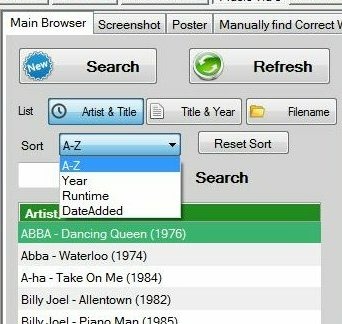 Main Browser Screenshot Poster Manually find Correct
New Search Refresh
List Artist & Title Title & Year Filename
Sort A-Z Reset Sort
A-Z
Year
Runtime
DateAdded
Search
Artist
ABBA - Dancing Queen (1976)
Abba - Waterloo (1974)
A-ha - Take On Me (1984)
Billy Joel - Allentown (1982)
Billy Joel - Piano Man (1985)